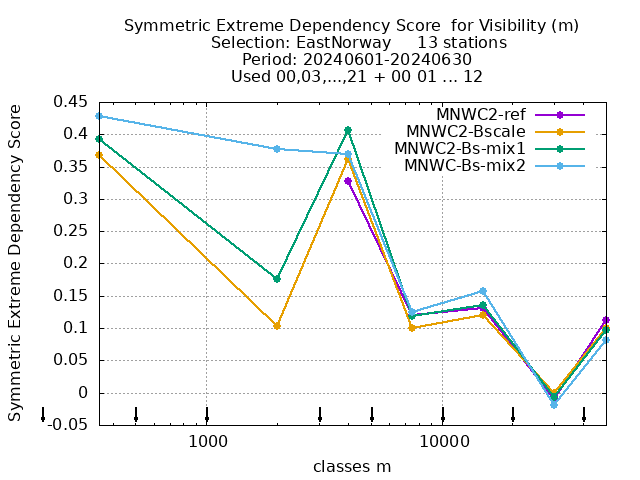 Symmetric Extreme Dependency Score  for Visibility (m)
Selection: EastNorway     13 stations
Period: 20240601-20240630
Used 00,03,...,21 + 00 01 ... 12
Symmetric Extreme Dependency Score
0.45
0.4
0.35
0.3
0.25
0.2
0.15
0.1
0.05
0
-0.05
MNWC2-ref
MNWC2-Bscale
MNWC2-Bs-mix1
MNWC-Bs-mix2
1000
10000
classes m